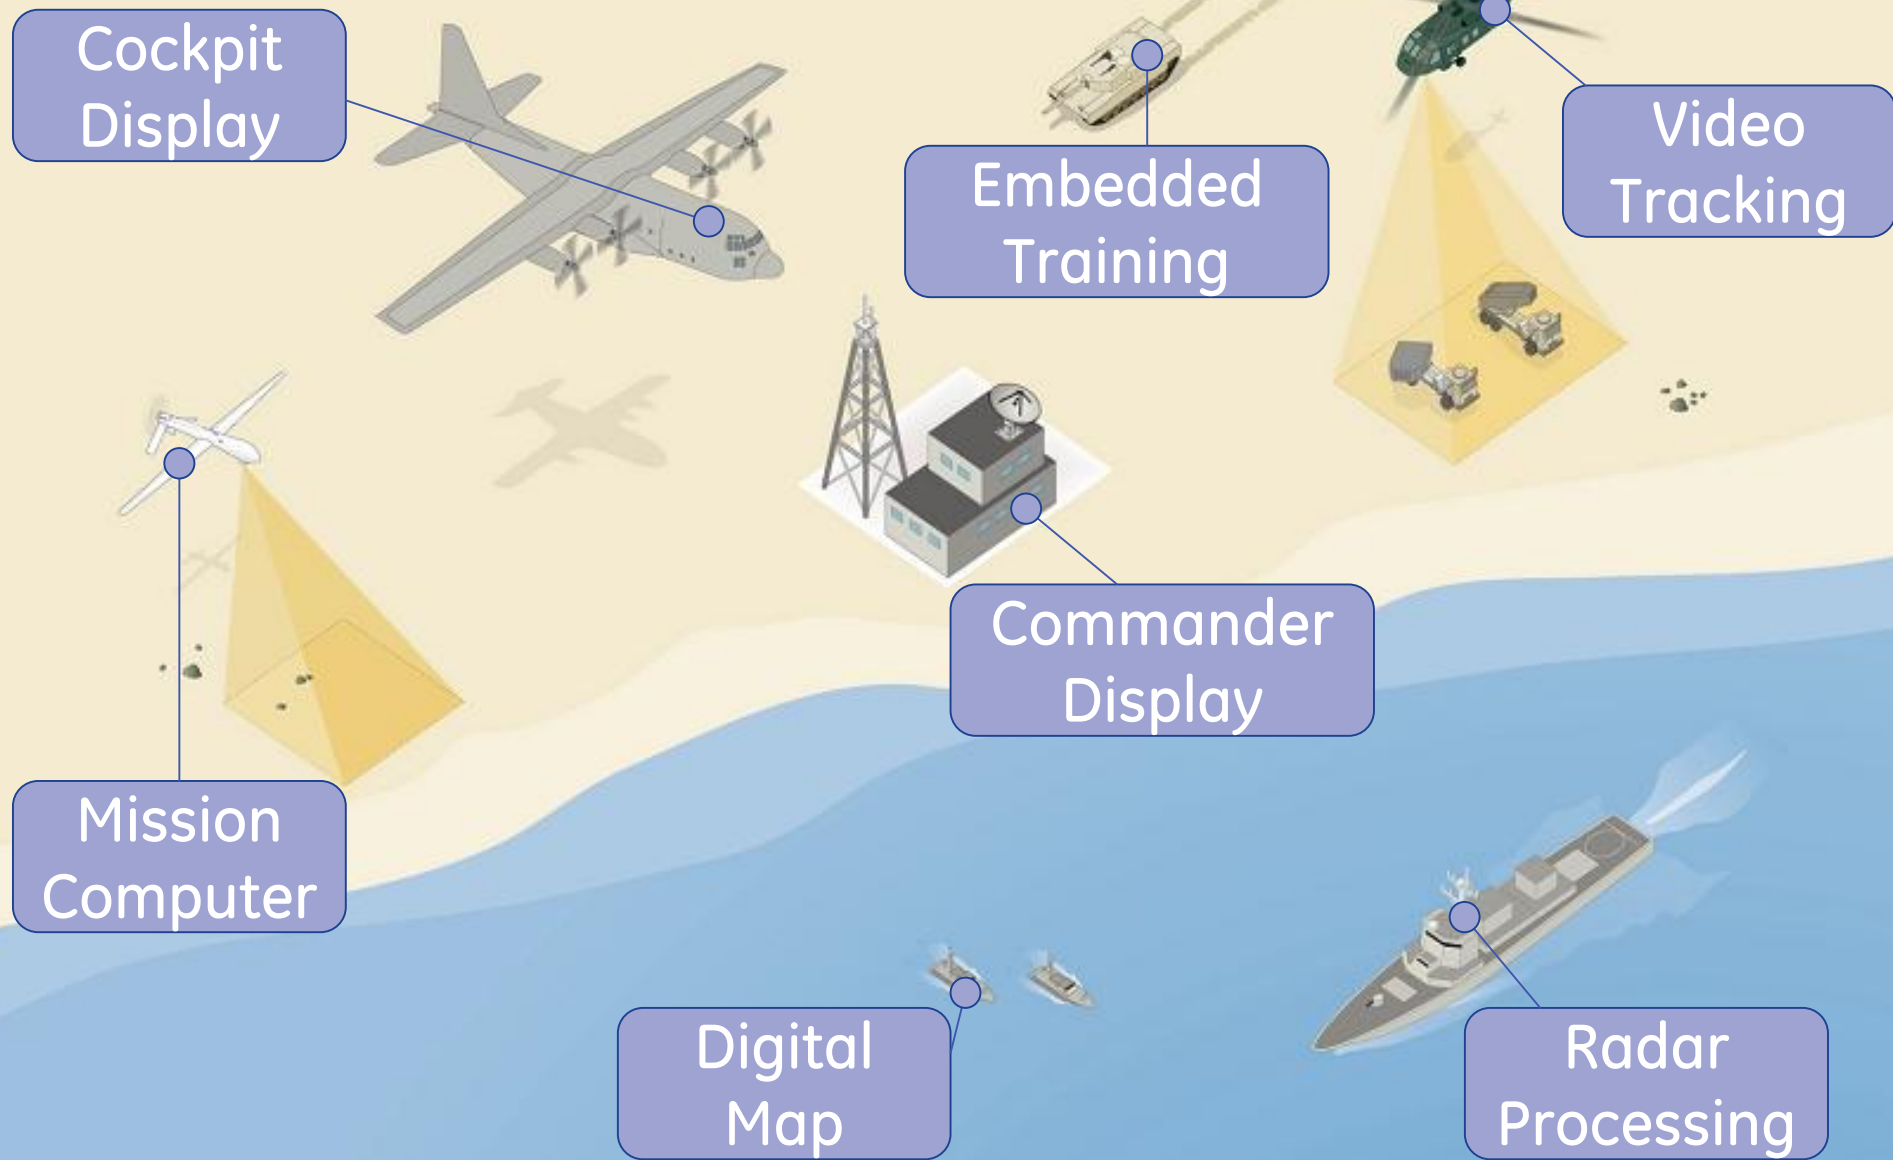 Cockpit
Display
Embedded
Training
Video
Tracking
Commander
Display
Mission
Computer
Digital
Map
Radar
Processing